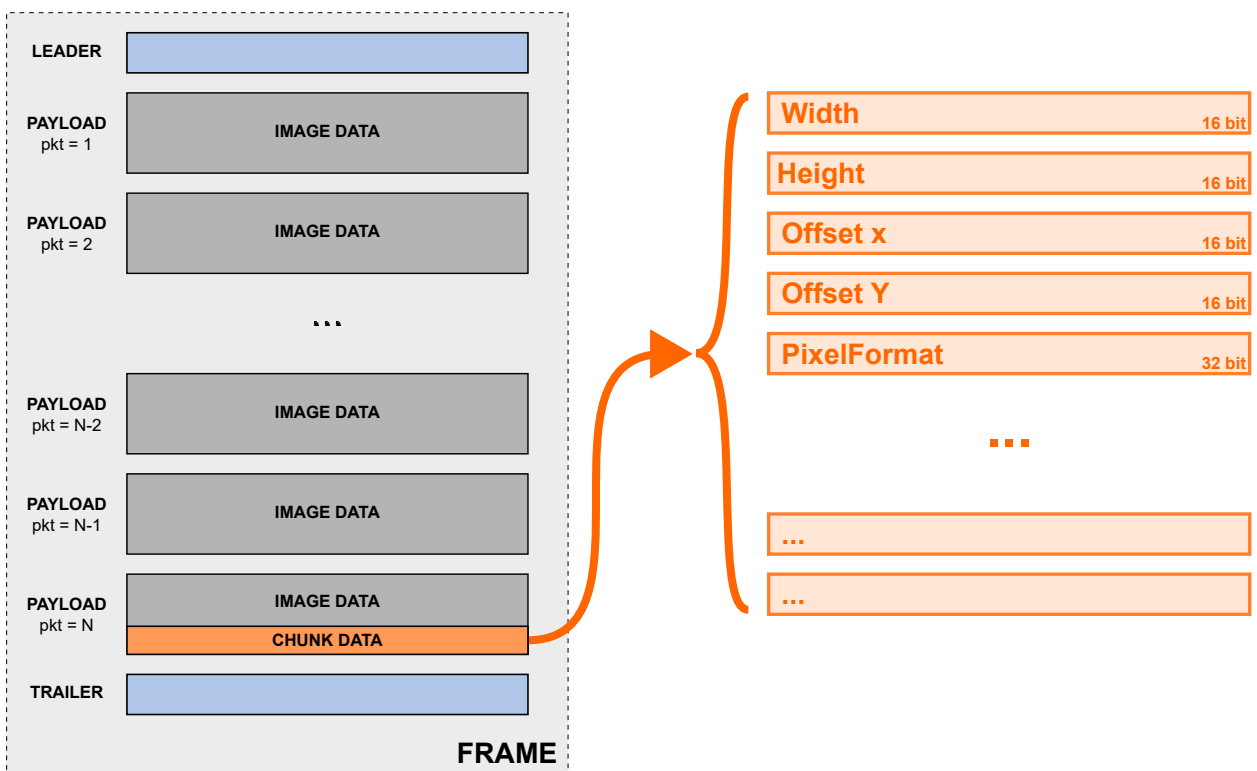 LEADER
PAYLOAD
pkt = 1
IMAGE DATA
PAYLOAD
pkt = 2
IMAGE DATA
...
PAYLOAD
pkt = N-2
IMAGE DATA
PAYLOAD
pkt = N-1
IMAGE DATA
PAYLOAD
pkt = N
IMAGE DATA
CHUNK DATA
TRAILER
FRAME
Width
16 bit
Height
16 bit
Offset x
16 bit
Offset Y
16 bit
PixelFormat
32 bit
...
...
...